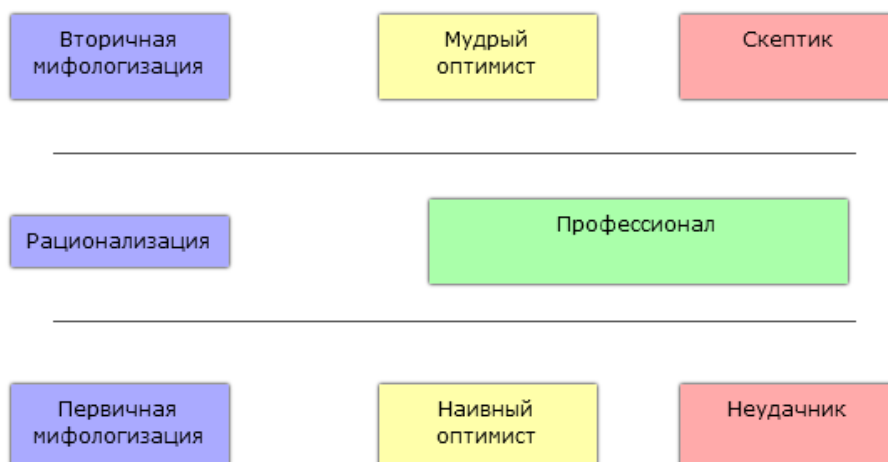 Вторичная
мифологизация
Мудрый
оптимист
Скептик
Рационализация
Профессионал
Первичная
мифологизация
Наивный
оптимист
Неудачник